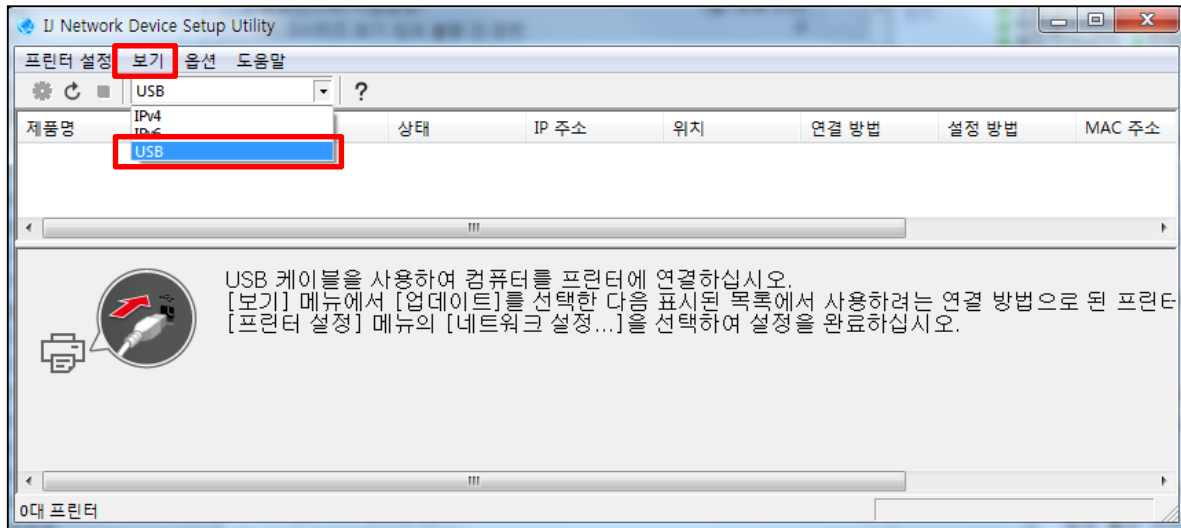 IJ Network Device Setup Utility
프린터 설정 보기 옵션 도움말
USB ?
제품명 상태 IP 주소 위치 연결 방법 설정 방법 MAC 주소
IPv4
IPv6
USB
USB 케이블을 사용하여 컴퓨터를 프린터에 연결하십시오.
[보기] 메뉴에서 [업데이트]를 선택한 다음 표시된 목록에서 사용하려는 연결 방법으로 된 프린터
[프린터 설정] 메뉴의 [네트워크 설정...]을 선택하여 설정을 완료하십시오.
0대 프린터